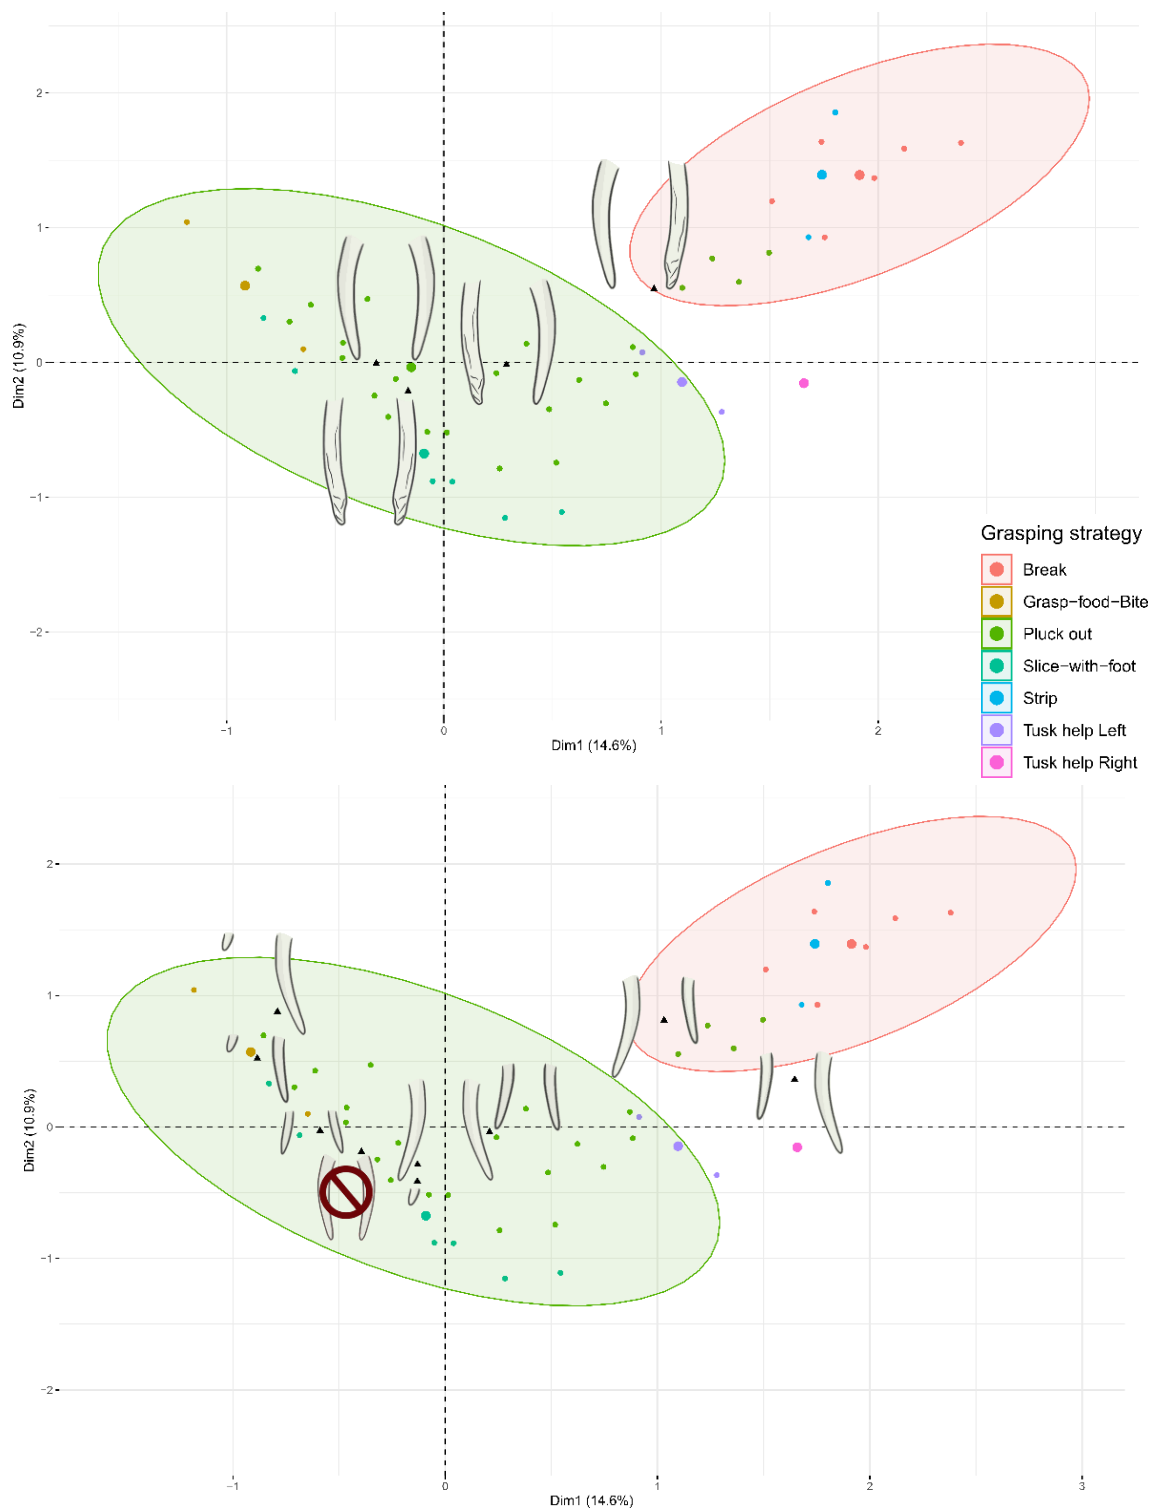 2
1
0
−1
−2
Dim2 (10.9%)
−1
0
1
2
Dim1 (14.6%)
Grasping strategy
Break
Grasp−food−Bite
Pluck out
Slice−with−foot
Strip
Tusk help Left
Tusk help Right
2
1
0
−1
−2
Dim2 (10.9%)
−1
0
1
2
3
Dim1 (14.6%)